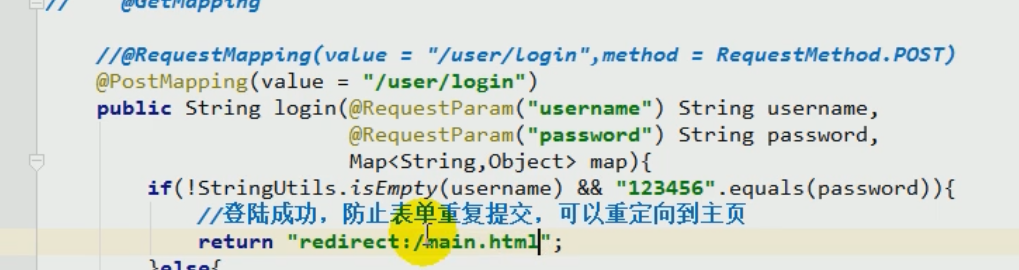 // @GetMapping
//@RequestMapping(value = "/user/login",method = RequestMethod.POST)
@PostMapping(value = "/user/login")
public String login(@RequestParam("username") String username,
@RequestParam("password") String password,
Map<String,Object> map){
if(!StringUtils.isEmpty(username) && "123456".equals(password)){
//登陆成功，防止表单重复提交，可以重定向到主页
return "redirect:/main.html";
}else{